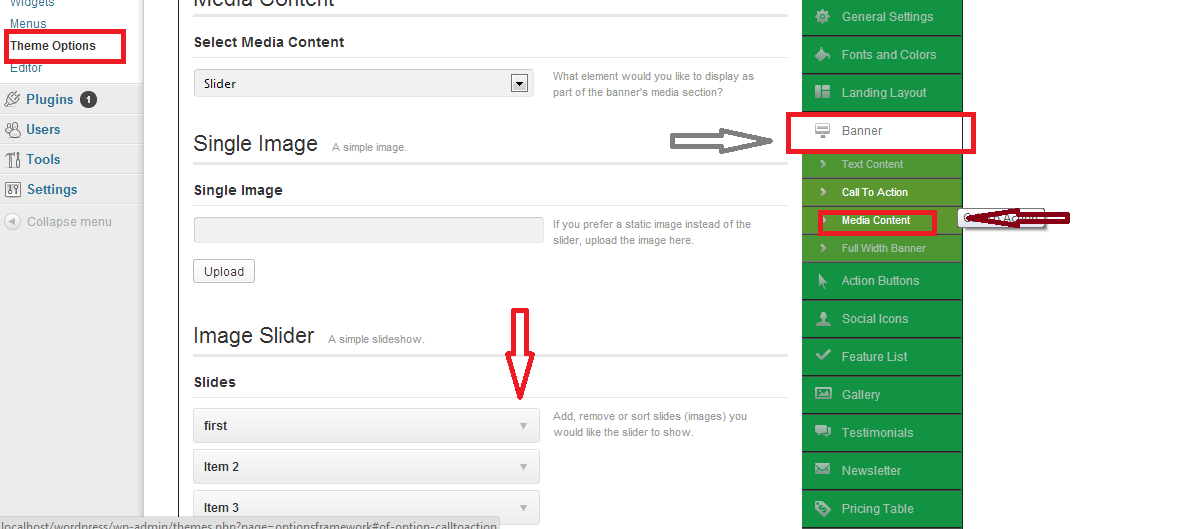 Widgets
Menus
Theme Options
Editor
Plugins 1
Users
Tools
Settings
Collapse menu
Media Content
Select Media Content
Slider
What element would you like to display as
part of the banner's media section?
Single Image A simple image.
Single Image
If you prefer a static image instead of the
slider, upload the image here.
Upload
Image Slider A simple slideshow.
Slides
first
Add, remove or sort slides (images) you
would like the slider to show.
Item 2
Item 3
General Settings
Fonts and Colors
Landing Layout
Banner
Text Content
Call To Action
Media Content
Full Width Banner
Action Buttons
Social Icons
Feature List
Gallery
Testimonials
Newsletter
Pricing Table
localhost/wordpress/wp-admin/themes.php?page=optionsframework#of-option-calltoaction